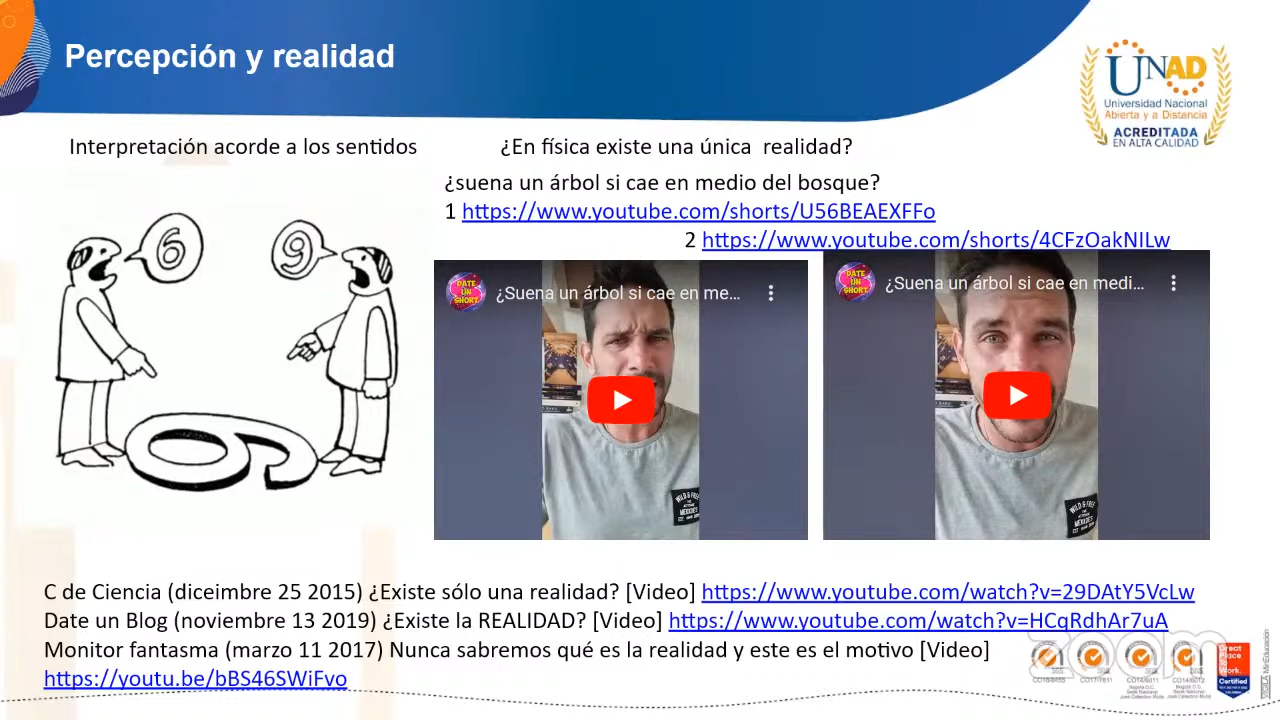 Percepción y realidad
UNAD
Universidad Nacional
Abierta y a Distancia
ACREDITADA
EN ALTA CALIDAD
Interpretación acorde a los sentidos
¿En física existe una única  realidad?
¿suena un árbol si cae en medio del bosque?
1 https://www.youtube.com/shorts/U56BEAEXFFo
2 https://www.youtube.com/shorts/4CFzOakNILw
6
9
DATE UN SHORT
¿Suena un árbol si cae en me...
WILD & FREE
DATE UN SHORT
¿Suena un árbol si cae en medi...
WILD & FREE
C de Ciencia (diceimbre 25 2015) ¿Existe sólo una realidad? [Video] https://www.youtube.com/watch?v=29DAtY5VcLw
Date un Blog (noviembre 13 2019) ¿Existe la REALIDAD? [Video] https://www.youtube.com/watch?v=HCqRdhAr7uA
Monitor fantasma (marzo 11 2017) Nunca sabremos qué es la realidad y este es el motivo [Video]
https://youtu.be/bBS46SWiFvo
zoom
Great
Place
To
Work.
Certified